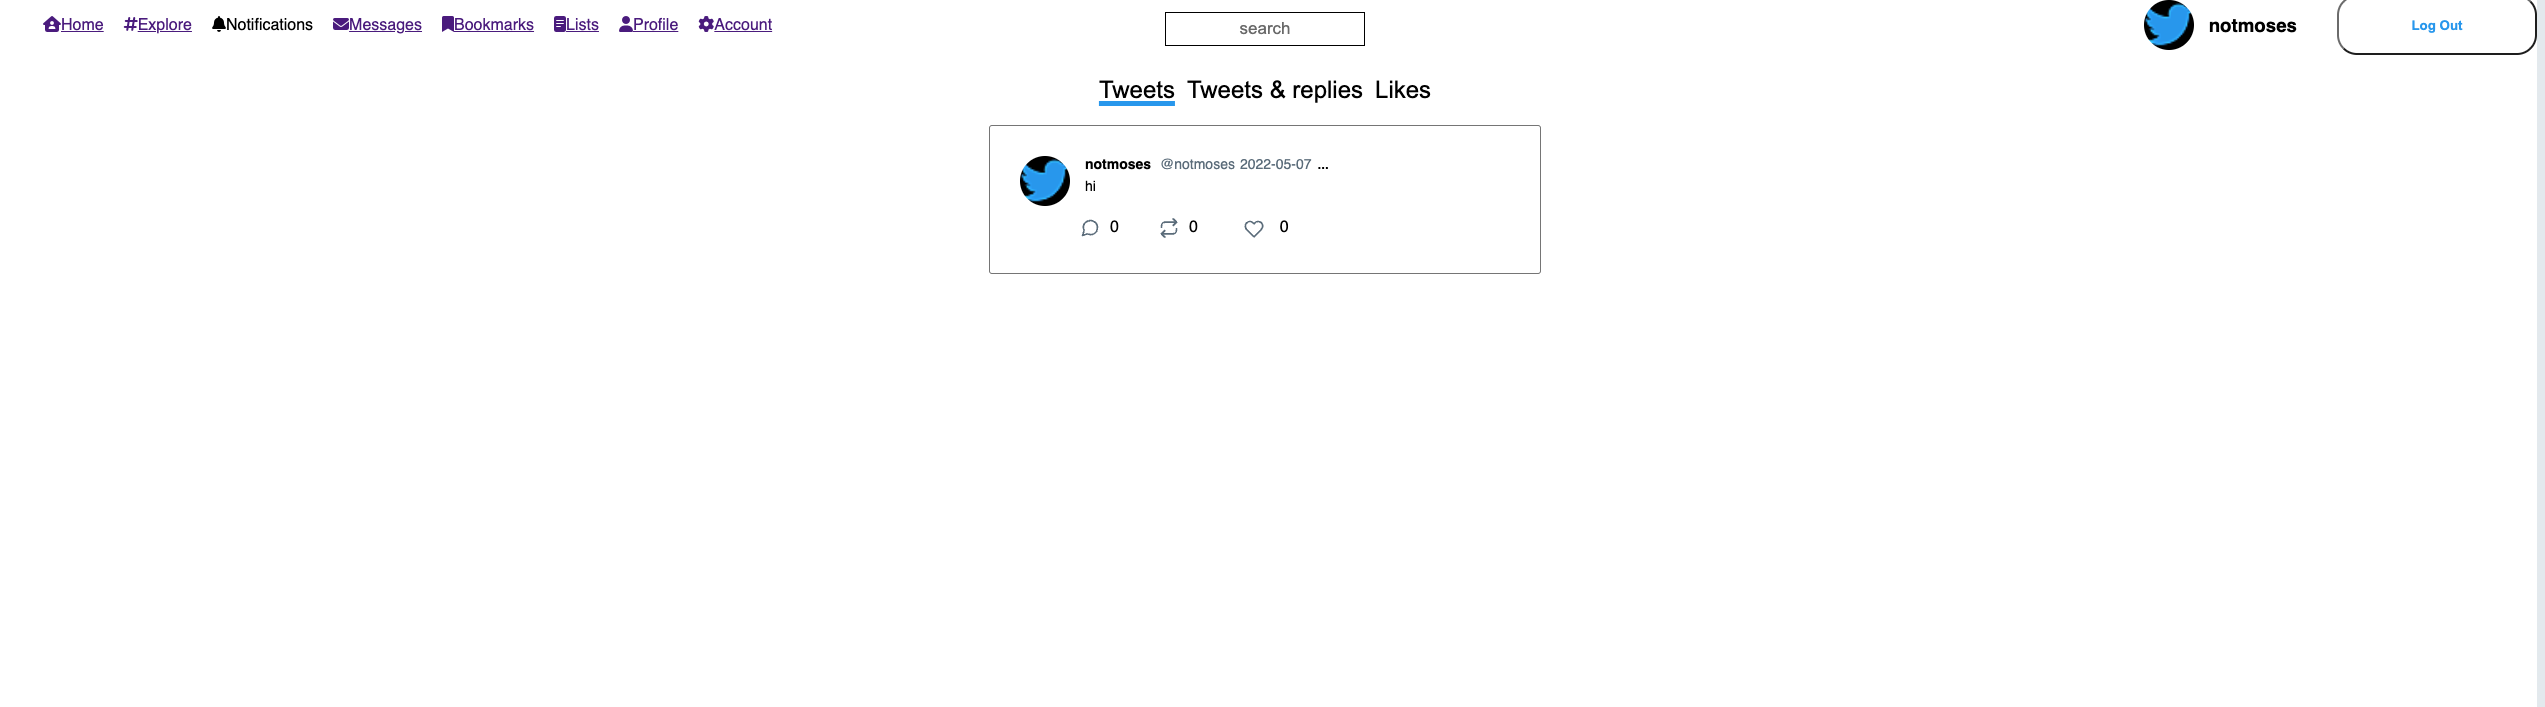 Home Explore Notifications Messages Bookmarks Lists Profile Account search notmoses Log Out
Tweets Tweets & replies Likes
notmoses @notmoses 2022-05-07 ...
hi
0 0 0